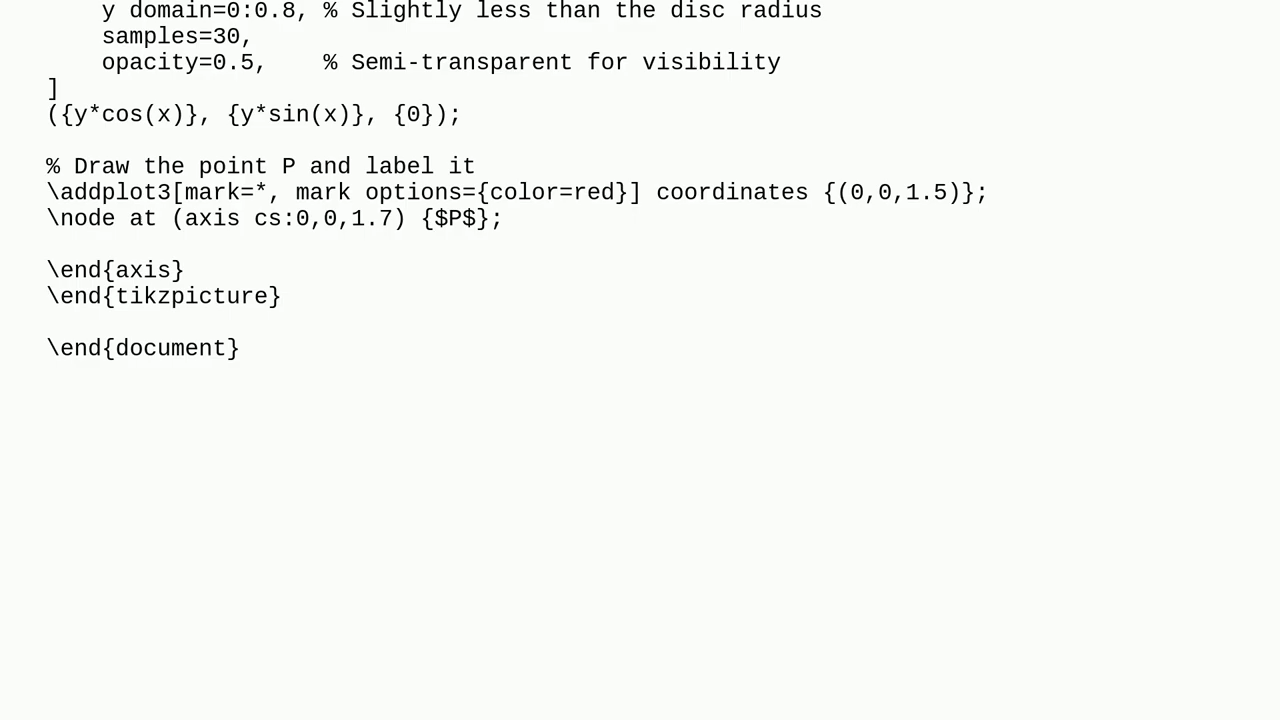 y domain=0:0.8, % Slightly less than the disc radius
samples=30,
opacity=0.5,    % Semi-transparent for visibility
]
({y*cos(x)}, {y*sin(x)}, {0});
% Draw the point P and label it
\addplot3[mark=*, mark options={color=red}] coordinates {(0,0,1.5)};
\node at (axis cs:0,0,1.7) {$P$};
\end{axis}
\end{tikzpicture}
\end{document}